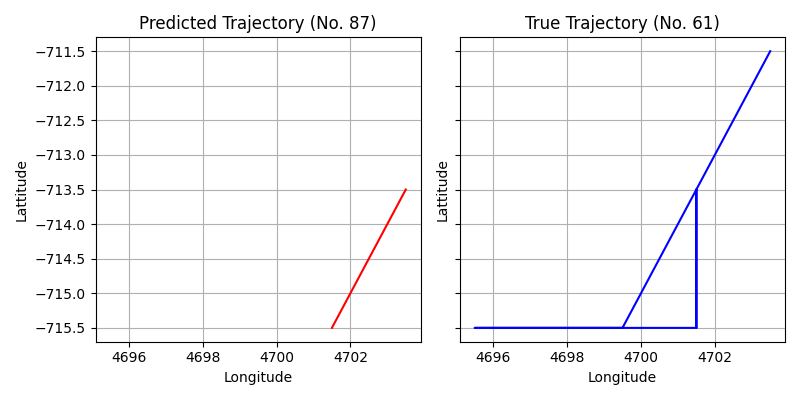 Predicted Trajectory (No. 87)
True Trajectory (No. 61)
−711.5
−712.0
−712.5
−713.0
−713.5
−714.0
−714.5
−715.0
−715.5
Lattitude
Lattitude
4696 4698 4700 4702
4696 4698 4700 4702
Longitude
Longitude